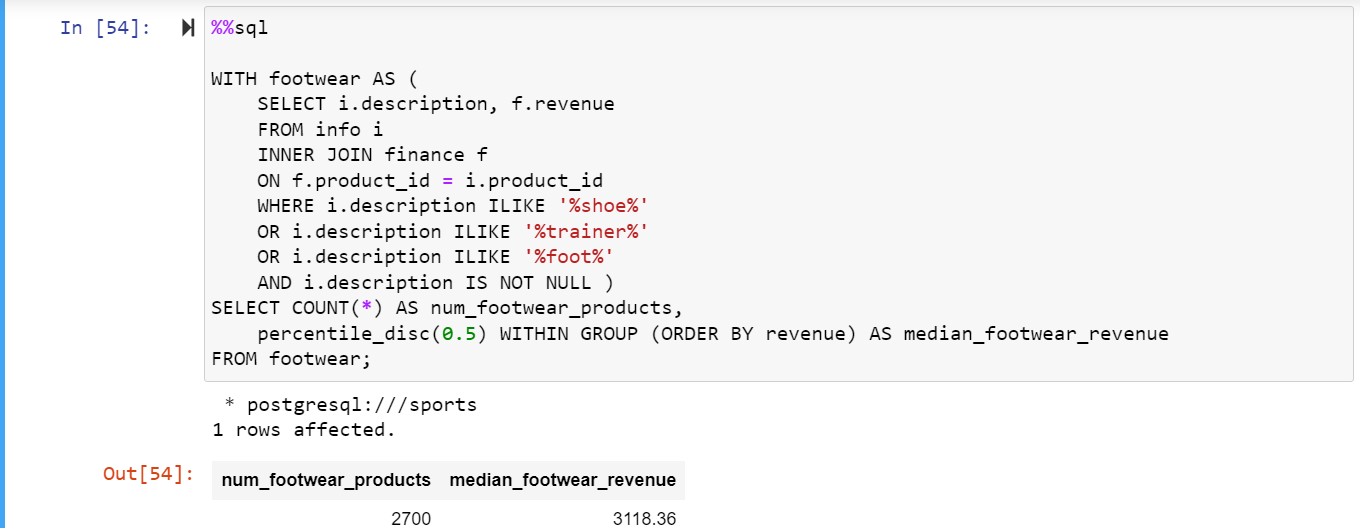 In [54]:
%%sql
WITH footwear AS (
SELECT i.description, f.revenue
FROM info i
INNER JOIN finance f
ON f.product_id = i.product_id
WHERE i.description ILIKE '%shoe%'
OR i.description ILIKE '%trainer%'
OR i.description ILIKE '%foot%'
AND i.description IS NOT NULL )
SELECT COUNT(*) AS num_footwear_products,
percentile_disc(0.5) WITHIN GROUP (ORDER BY revenue) AS median_footwear_revenue
FROM footwear;
* postgresql:///sports
1 rows affected.
Out[54]:
num_footwear_products median_footwear_revenue
2700 3118.36